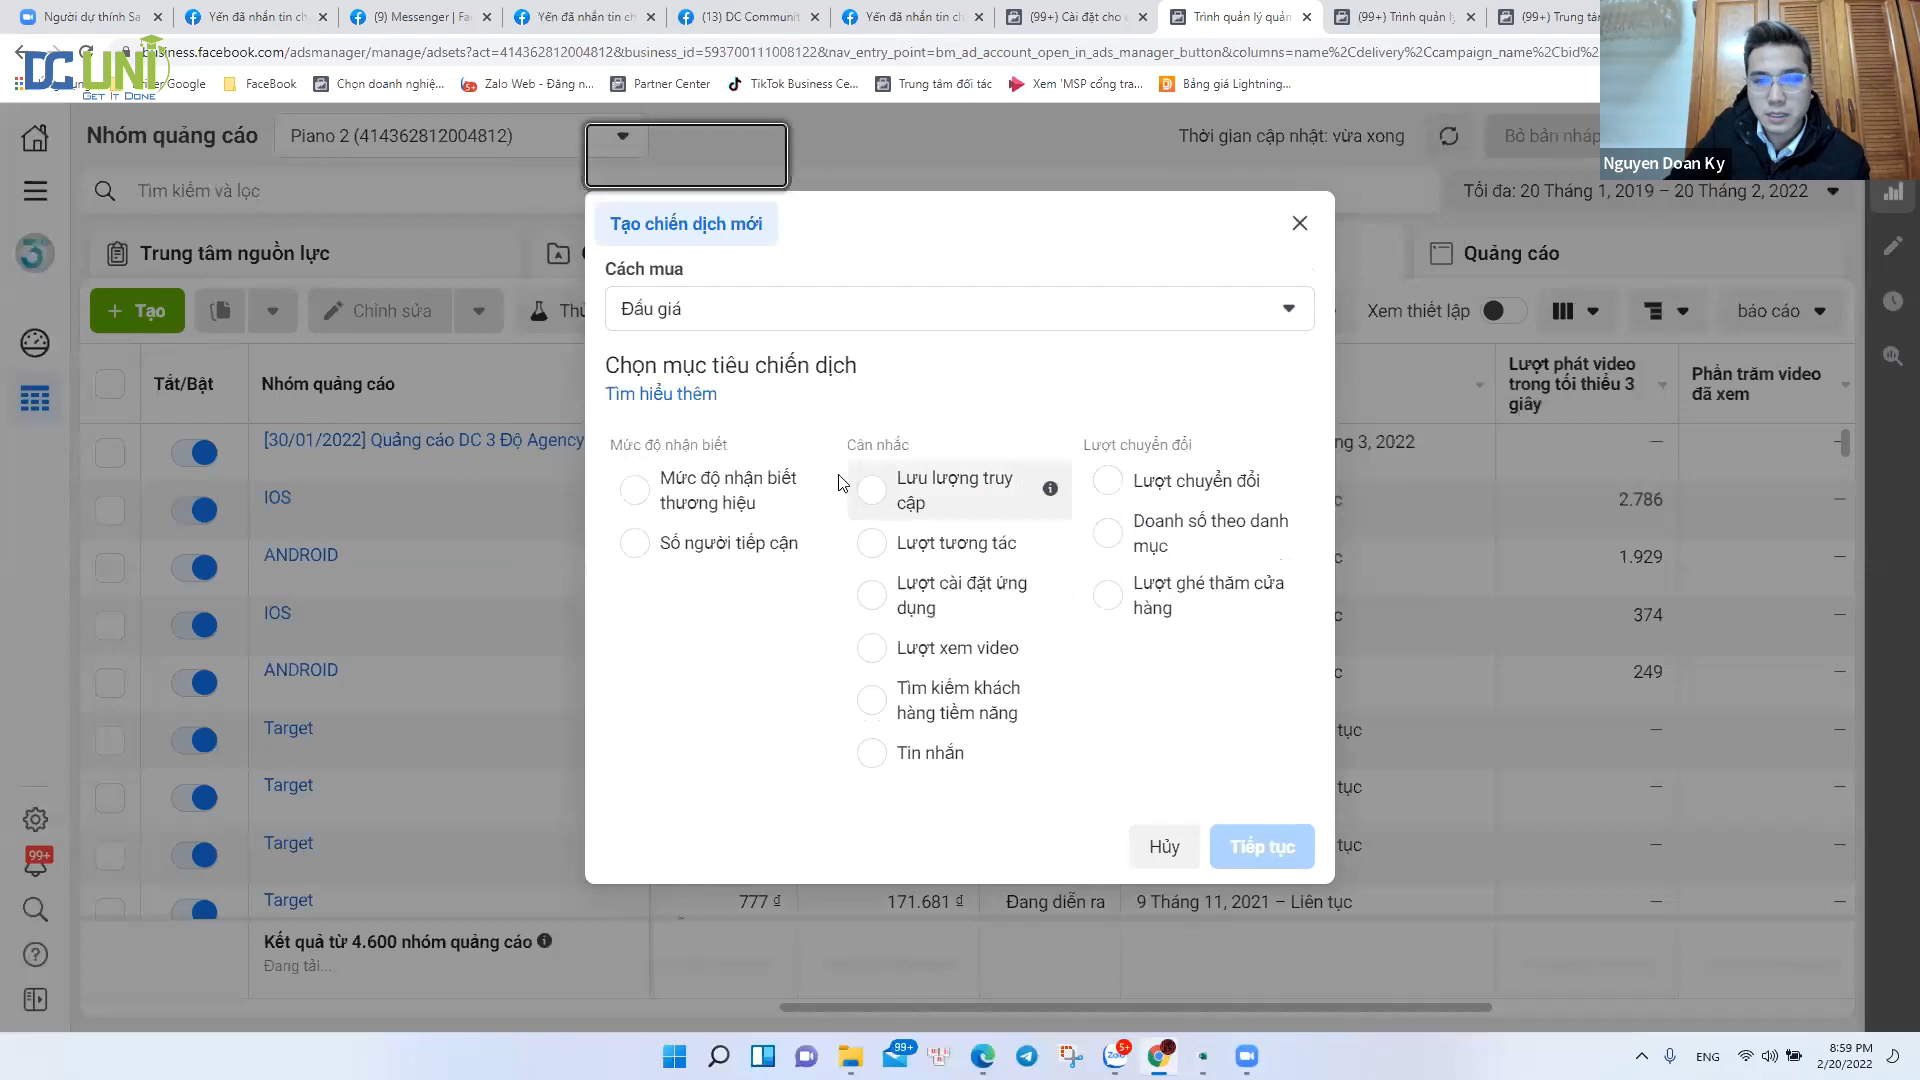 Người dự thính Sa
Yến đã nhắn tin ch
(9) Messenger | Fa
Yến đã nhắn tin ch
(13) DC Communit
Yến đã nhắn tin ch
(99+) Cài đặt cho
Trình quản lý quản
(99+) Trình quản l
(99+) Trung tâ
business.facebook.com/adsmanager/manage/adsets?act=414362812004812&business_id=593700111008122&nav_entry_point=bm_ad_account_open_in_ads_manager_button&columns=name%2Cdelivery%2Ccampaign_name%2Cbid%2C
DC UNI
GET IT DONE
Google
FaceBook
Chọn doanh nghiệ...
Zalo Web - Đăng n...
Partner Center
TikTok Business Ce...
Trung tâm đối tác
Xem 'MSP cổng tra...
Bảng giá Lightning...
Nguyen Doan Ky
Nhóm quảng cáo
Piano 2 (414362812004812)
Thời gian cập nhật: vừa xong
Bỏ bản nháp
Tìm kiếm và lọc
Tối đa: 20 Tháng 1, 2019 – 20 Tháng 2, 2022
Trung tâm nguồn lực
Quảng cáo
+ Tạo
Chỉnh sửa
Thử
Xem thiết lập
báo cáo
Tắt/Bật
Nhóm quảng cáo
Lượt phát video trong tối thiểu 3 giây
Phần trăm video đã xem
[30/01/2022] Quảng cáo DC 3 Độ Agency
ng 3, 2022
—
IOS
2.786
—
ANDROID
1.929
—
IOS
374
—
ANDROID
249
—
Target
tục
—
—
Target
tục
—
—
Target
tục
—
—
Target
777 đ
171.681 đ
Đang diễn ra
9 Tháng 11, 2021 – Liên tục
—
—
Kết quả từ 4.600 nhóm quảng cáo
Đang tải...
Tạo chiến dịch mới
Cách mua
Đấu giá
Chọn mục tiêu chiến dịch
Tìm hiểu thêm
Mức độ nhận biết
Mức độ nhận biết thương hiệu
Số người tiếp cận
Cân nhắc
Lưu lượng truy cập
Lượt tương tác
Lượt cài đặt ứng dụng
Lượt xem video
Tìm kiếm khách hàng tiềm năng
Tin nhắn
Lượt chuyển đổi
Lượt chuyển đổi
Doanh số theo danh mục
Lượt ghé thăm cửa hàng
Hủy
Tiếp tục
99+
99+
5+
ENG
8:59 PM
2/20/2022